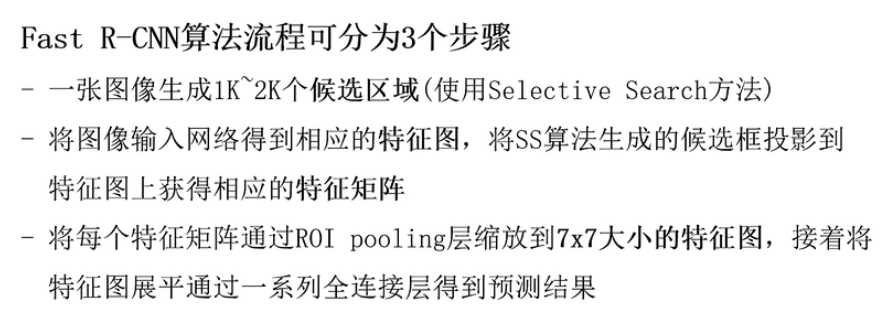 Fast R-CNN算法流程可分为3个步骤
- 一张图像生成1K~2K个候选区域(使用Selective Search方法)
- 将图像输入网络得到相应的特征图，将SS算法生成的候选框投影到
特征图上获得相应的特征矩阵
- 将每个特征矩阵通过ROI pooling层缩放到7x7大小的特征图，接着将
特征图展平通过一系列全连接层得到预测结果